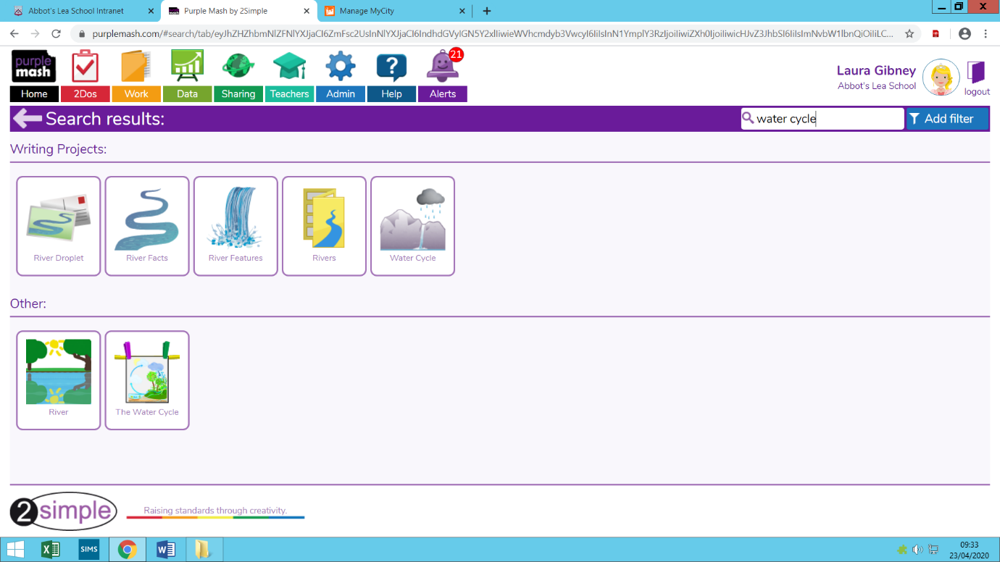 Abbot's Lea School Intranet
Purple Mash by 2Simple
Manage MyCity
purplemash.com/#search/tab/eyJhZHZhbmNlZFNlYXJjaCI6ZmFsc2UsInNlYXJjaCI6IndhdGVyIGN5Y2xlIiwieWVhcmdyb3VwcyI6IiIsInN1YmplY3RzIjoiIiwiZXh0IjoiIiwicHJvZ3JhbSI6IiIsImNvbW1lbnQiOiIiLC...
purple mash
21
Home
2Dos
Work
Data
Sharing
Teachers
Admin
Help
Alerts
Laura Gibney
Abbot's Lea School
logout
Search results:
water cycle
Add filter
Writing Projects:
River Droplet
River Facts
River Features
Rivers
Water Cycle
Other:
River
The Water Cycle
2simple
Raising standards through creativity.
SIMS
09:33
23/04/2020